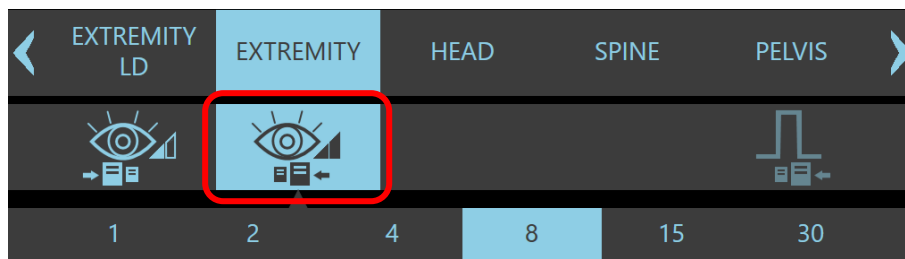 EXTREMITY
LD
EXTREMITY
HEAD
SPINE
PELVIS
1
2
4
8
15
30